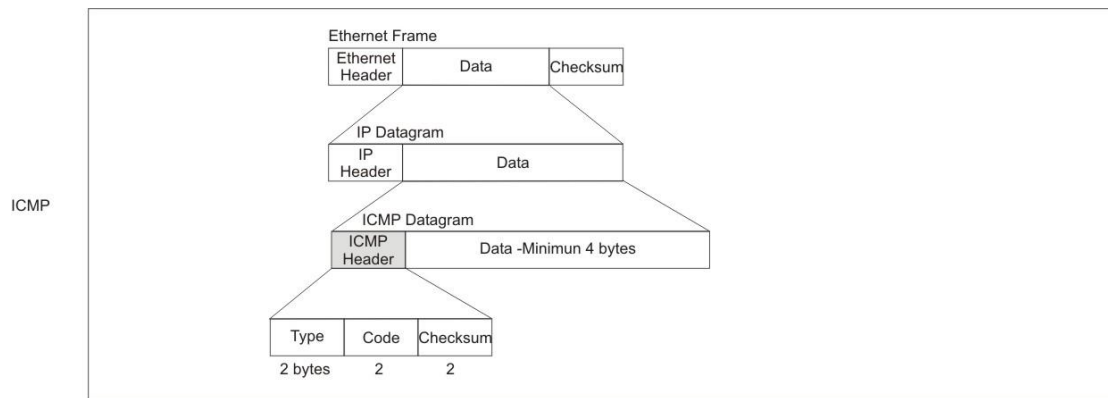 Ethernet Frame
Ethernet
Header
Data
Checksum
IP Datagram
IP
Header
Data
ICMP
ICMP Datagram
ICMP
Header
Data -Minimun 4 bytes
Type
Code
Checksum
2 bytes
2
2